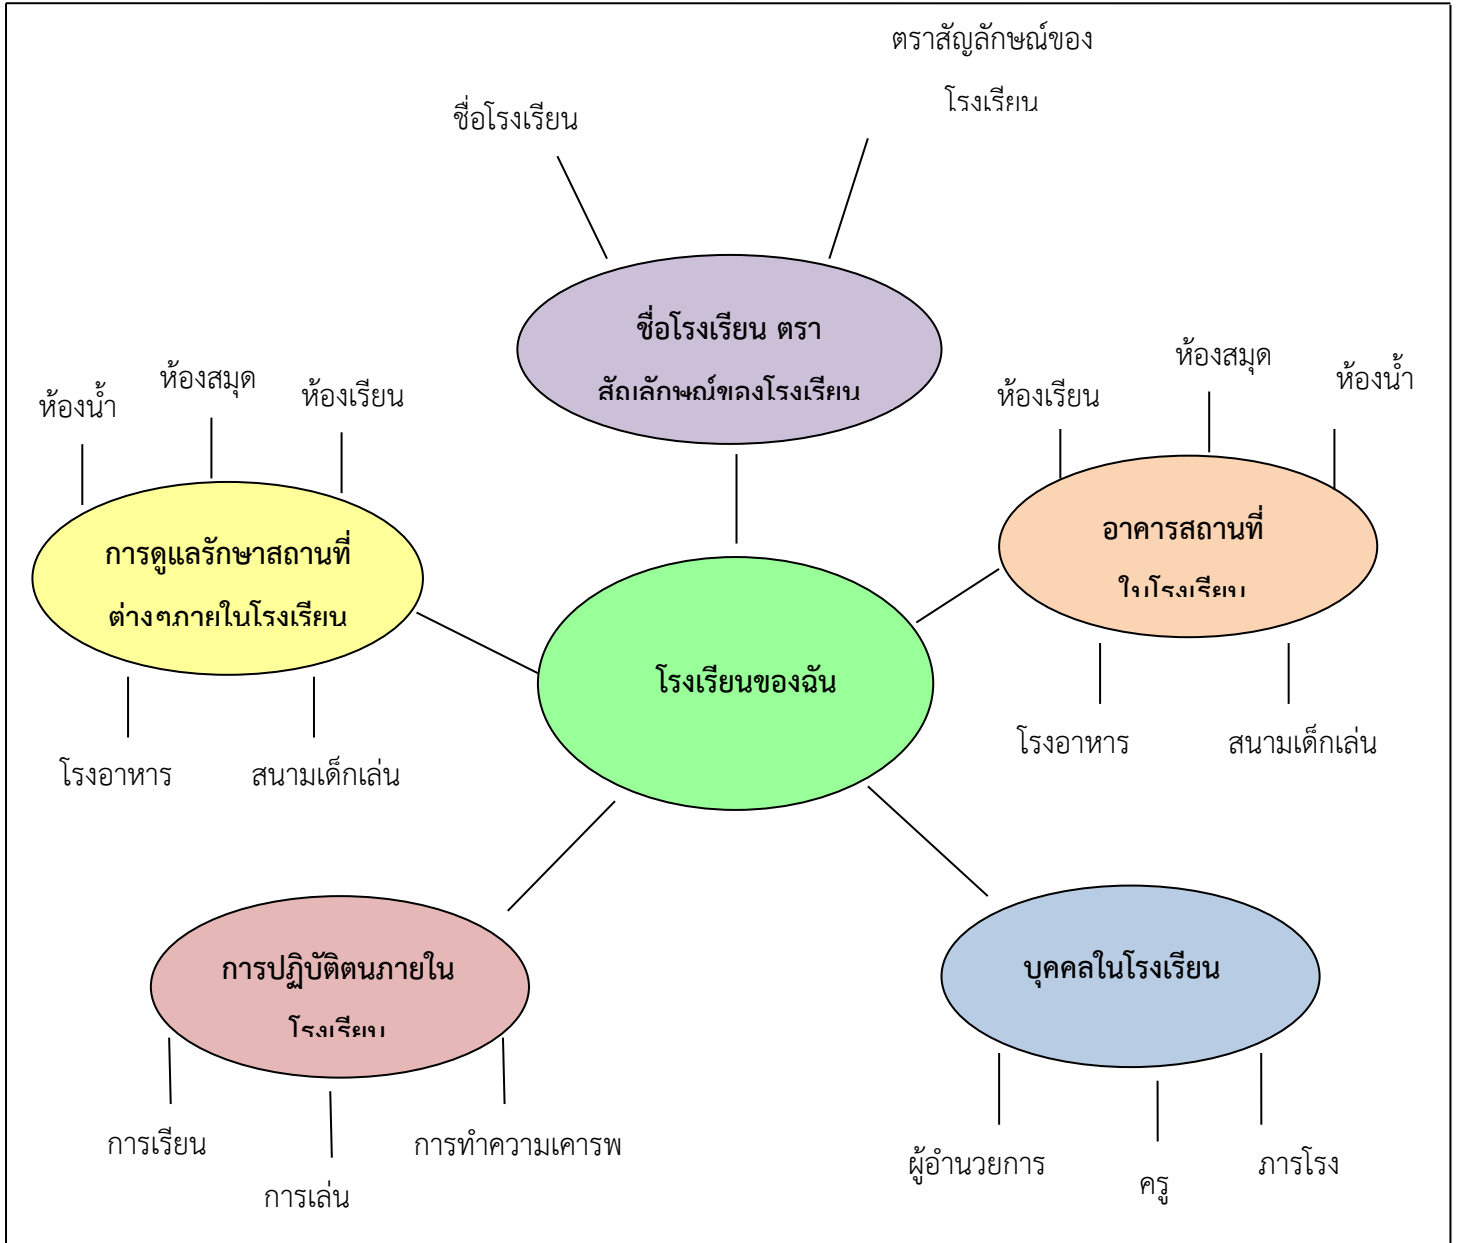 ตราสัญลักษณ์ของ
โรงเรียน
ชื่อโรงเรียน
ชื่อโรงเรียน ตรา
สัญลักษณ์ของโรงเรียน
ห้องน้ำ
ห้องสมุด
ห้องเรียน
การดูแลรักษาสถานที่
ต่างๆภายในโรงเรียน
โรงอาหาร
สนามเด็กเล่น
ห้องเรียน
ห้องสมุด
ห้องน้ำ
อาคารสถานที่
ในโรงเรียน
โรงอาหาร
สนามเด็กเล่น
โรงเรียนของฉัน
การปฏิบัติตนภายใน
โรงเรียน
การเรียน
การเล่น
การทำความเคารพ
บุคคลในโรงเรียน
ผู้อำนวยการ
ครู
ภารโรง